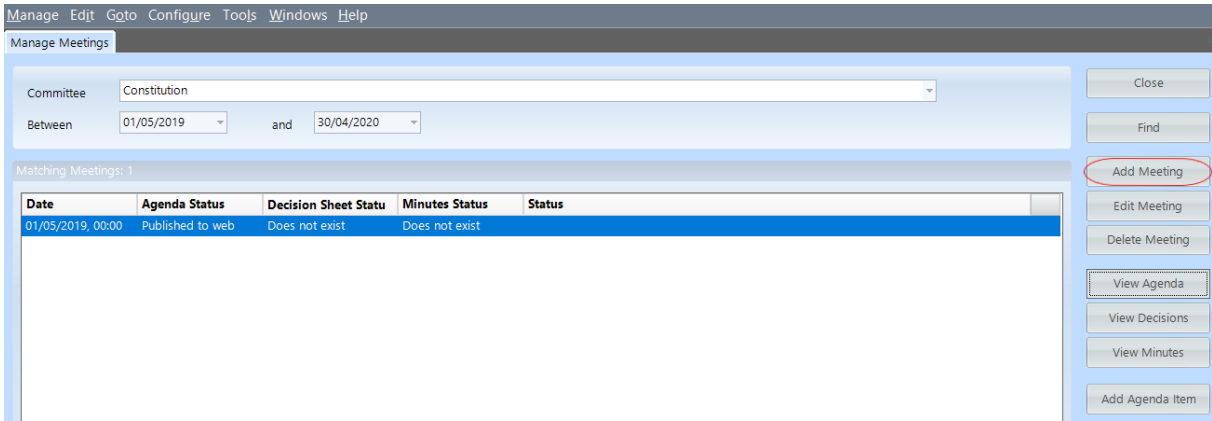 Manage Edit Goto Configure Tools Windows Help
Manage Meetings
Committee Constitution
Between 01/05/2019 and 30/04/2020
Matching Meetings: 1
Date Agenda Status Decision Sheet Statu Minutes Status Status
01/05/2019, 00:00 Published to web Does not exist Does not exist
Close
Find
Add Meeting
Edit Meeting
Delete Meeting
View Agenda
View Decisions
View Minutes
Add Agenda Item